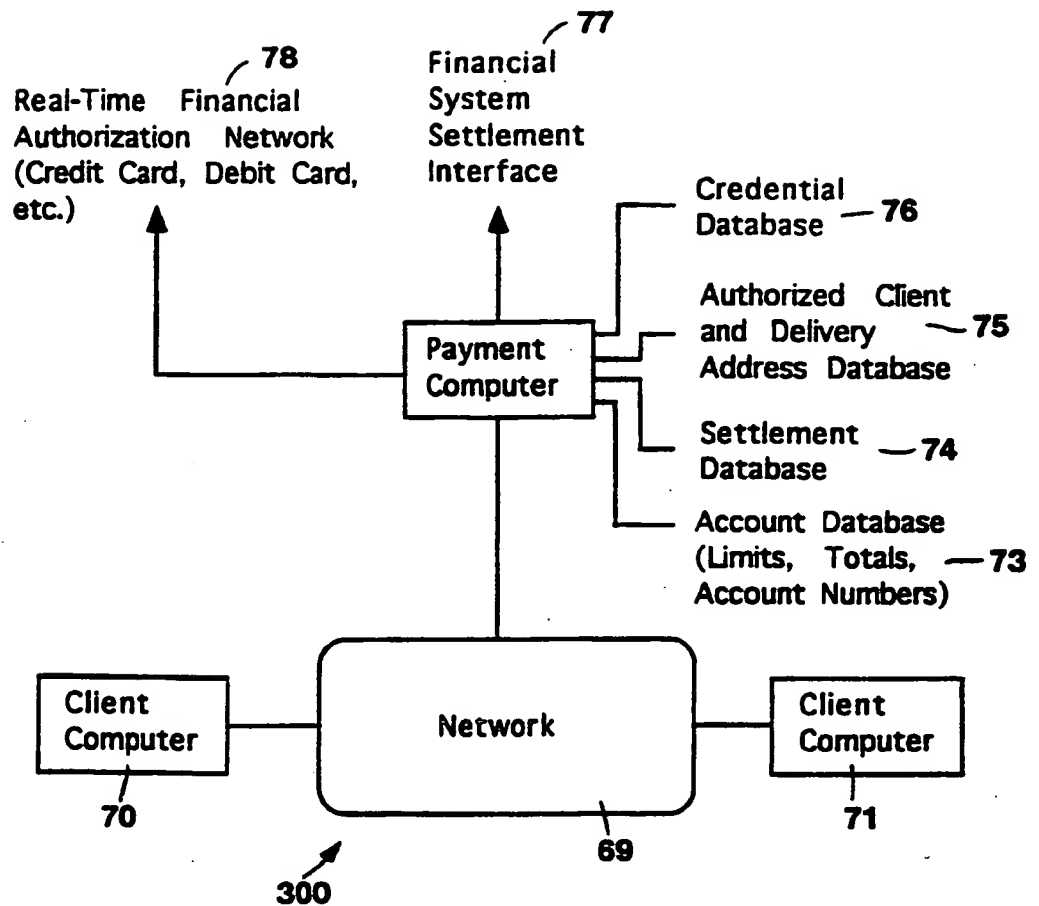 77
78
Financial
System
Settlement
Interface
Real-Time Financial
Authorization Network
(Credit Card, Debit Card,
etc.)
Credential
Database
76
Authorized Client
and Delivery
Address Database
75
Payment
Computer
Settlement
Database
74
Account Database
(Limits, Totals,
Account Numbers)
73
Client
Computer
70
Network
69
Client
Computer
71
300